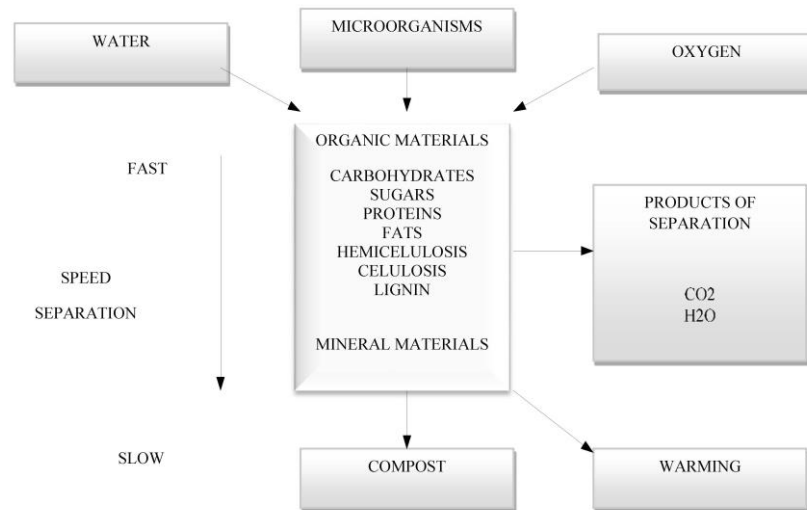 WATER
MICROORGANISMS
OXYGEN
FAST
SPEED
SEPARATION
SLOW
ORGANIC MATERIALS
CARBOHYDRATES
SUGARS
PROTEINS
FATS
HEMICELULOSIS
CELULOSIS
LIGNIN
MINERAL MATERIALS
PRODUCTS OF
SEPARATION
CO2
H2O
COMPOST
WARMING